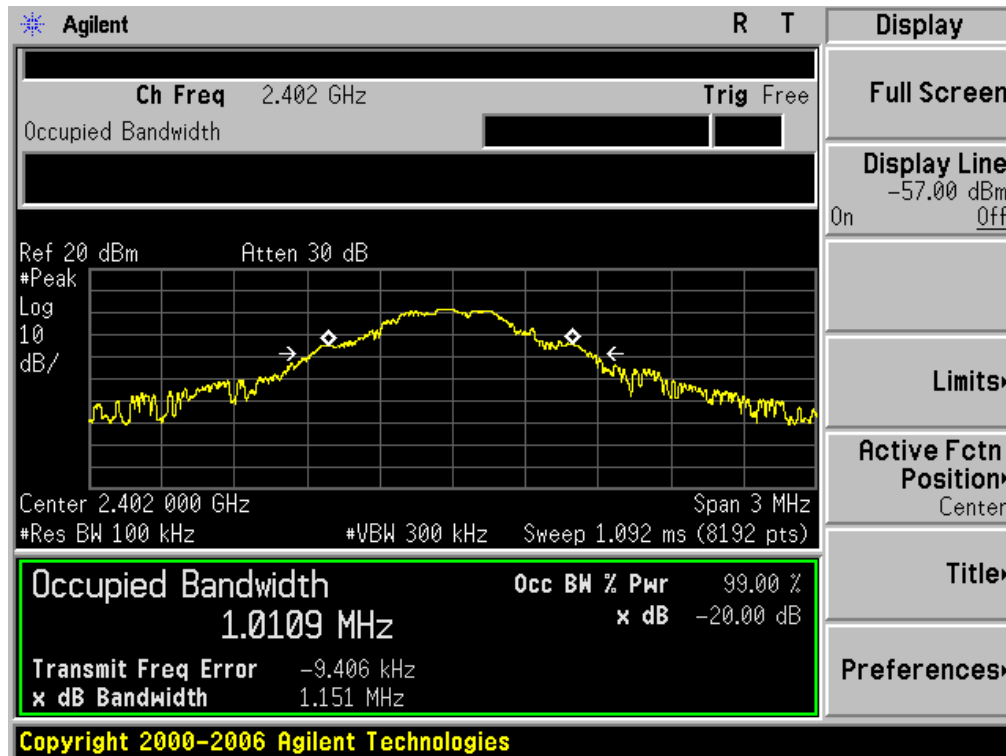 Agilent R T
Ch Freq 2.402 GHz Trig Free
Occupied Bandwidth
Ref 20 dBm Atten 30 dB
#Peak
Log
10
dB/
Center 2.402 000 GHz Span 3 MHz
#Res BW 100 kHz #VBW 300 kHz Sweep 1.092 ms (8192 pts)
Occupied Bandwidth
1.0109 MHz
Occ BW % Pwr 99.00 %
x dB -20.00 dB
Transmit Freq Error -9.406 kHz
x dB Bandwidth 1.151 MHz
Copyright 2000-2006 Agilent Technologies
Display
Full Screen
Display Line
-57.00 dBm
On Off
Limits
Active Fctn
Position
Center
Title
Preferences